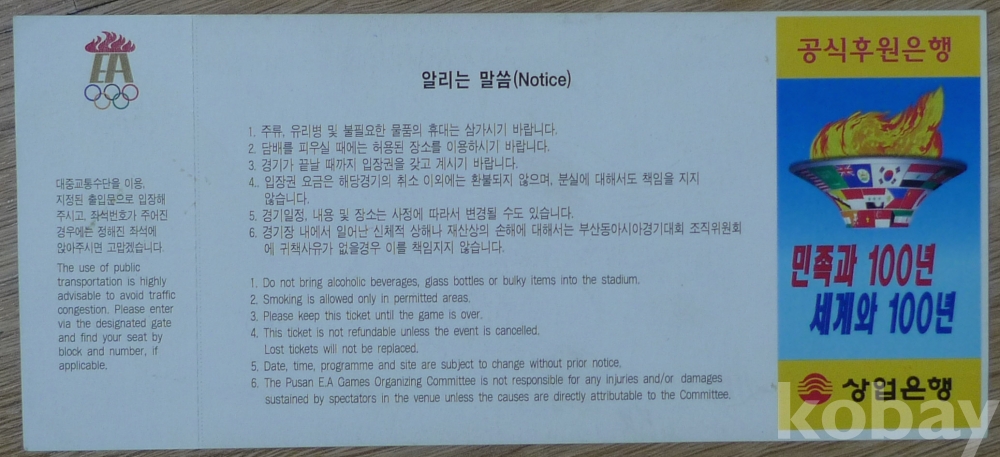 EA
대중교통수단을 이용,
지정된 출입문으로 입장해
주시고, 좌석번호가 주어진
경우에는 정해진 좌석에
앉아주시면 고맙겠습니다.
The use of public
transportation is highly
advisable to avoid traffic
congestion. Please enter
via the designated gate
and find your seat by
block and number, if
applicable.
알리는 말씀(Notice)
1. 주류, 유리병 및 불필요한 물품의 휴대는 삼가시기 바랍니다.
2. 담배를 피우실 때에는 허용된 장소를 이용하시기 바랍니다.
3. 경기가 끝날 때까지 입장권을 갖고 계시기 바랍니다.
4.. 입장권 요금은 해당경기의 취소 이외에는 환불되지 않으며, 분실에 대해서도 책임을 지지
않습니다.
5. 경기일정, 내용 및 장소는 사정에 따라서 변경될 수도 있습니다.
6. 경기장 내에서 일어난 신체적 상해나 재산상의 손해에 대해서는 부산동아시아경기대회 조직위원회
에 귀책사유가 없을경우 이를 책임지지 않습니다.
1. Do not bring alcoholic beverages, glass bottles or bulky items into the stadium.
2. Smoking is allowed only in permitted areas.
3. Please keep this ticket until the game is over.
4. This ticket is not refundable unless the event is cancelled.
Lost tickets will not be replaced.
5. Date, time, programme and site are subject to change without prior notice.
6. The Pusan E.A Games Organizing Committee is not responsible for any injuries and/or damages
sustained by spectators in the venue unless the causes are directly attributable to the Committee.
공식후원은행
민족과 100년
세계와 100년
상업은행
kobay